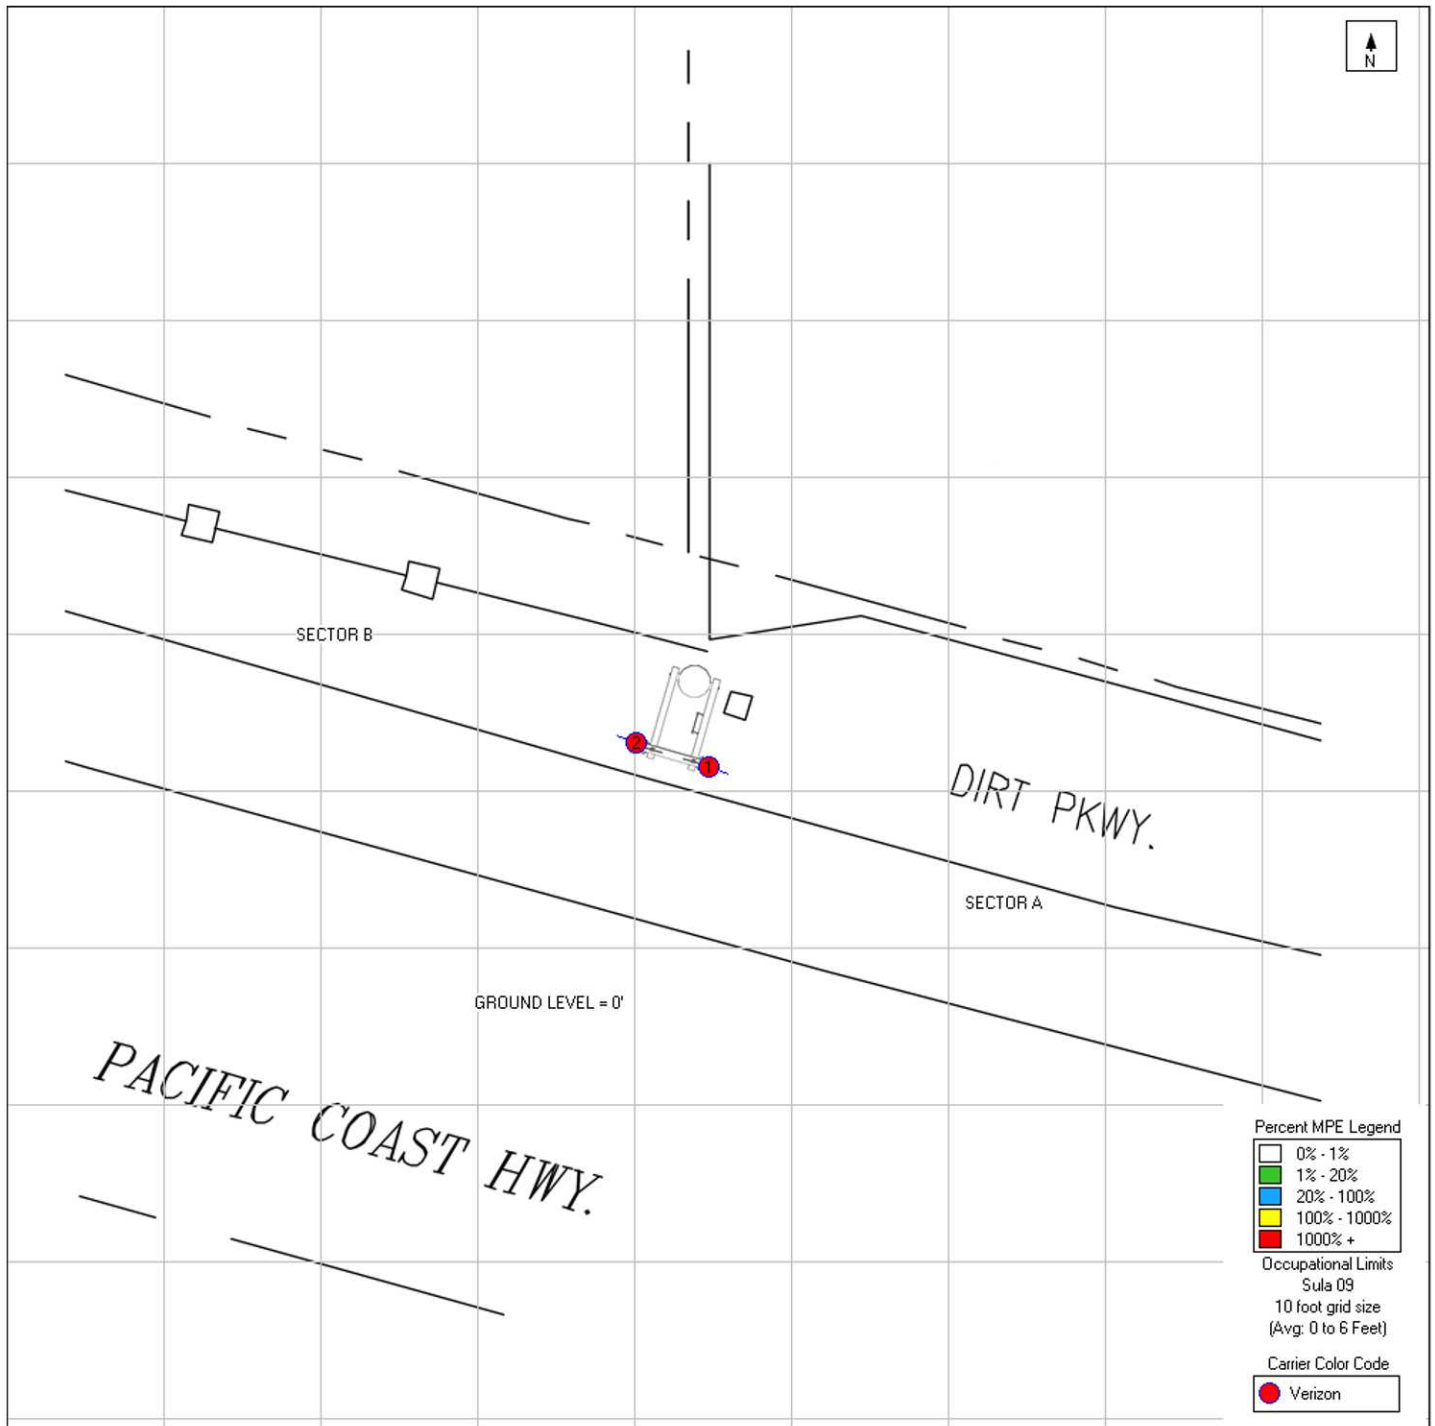 N
SECTOR B
2
1
DIRT PKWY.
SECTOR A
GROUND LEVEL = 0'
PACIFIC COAST HWY.
Percent MPE Legend
0% - 1%
1% - 20%
20% - 100%
100% - 1000%
1000% +
Occupational Limits
Sula 09
10 foot grid size
(Avg: 0 to 6 Feet)
Carrier Color Code
Verizon